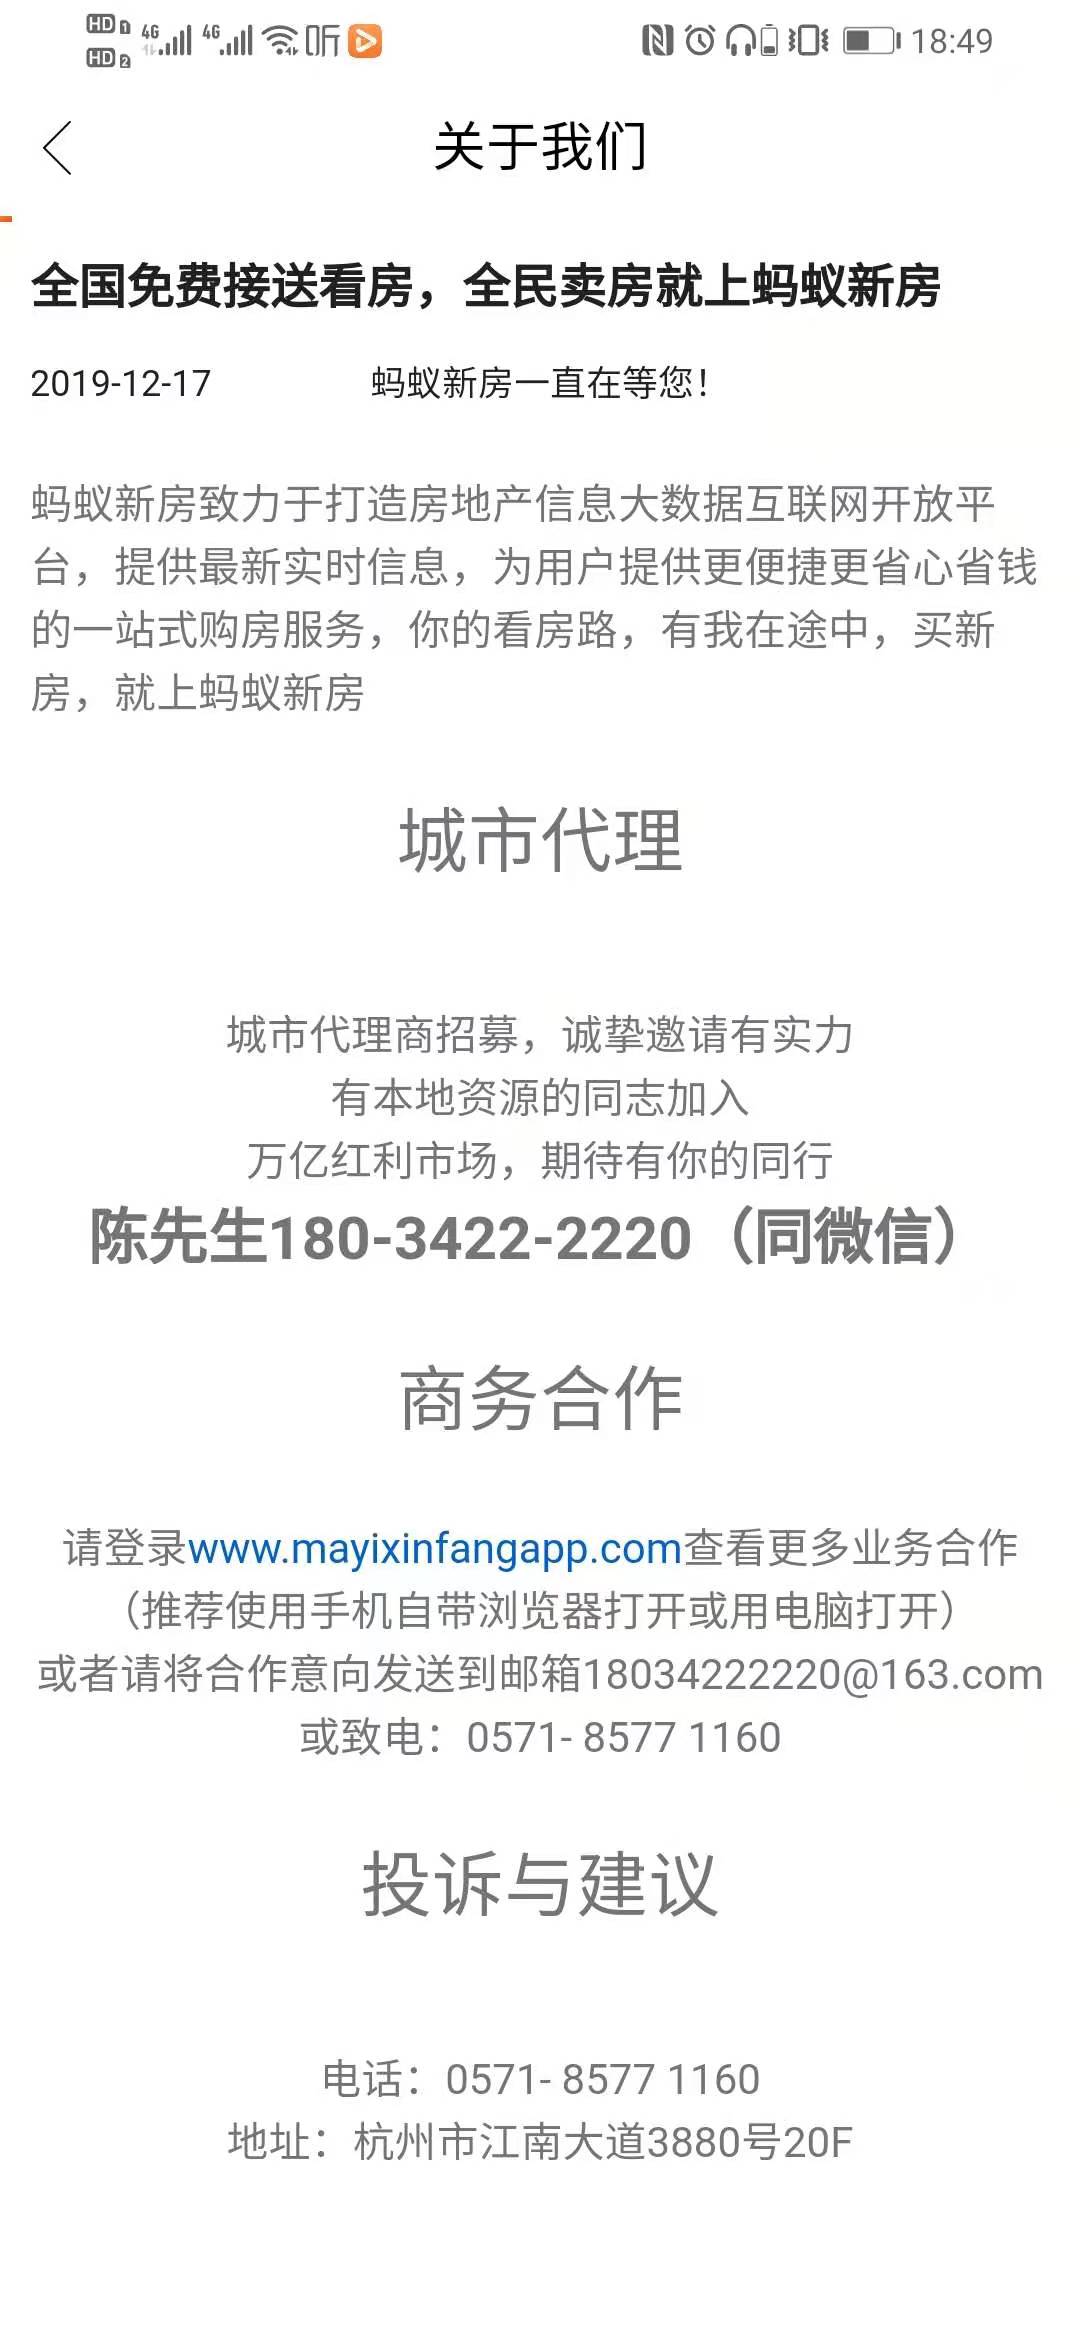 HD 1 4G 4G 听 18:49
HD 2
关于我们
全国免费接送看房，全民卖房就上蚂蚁新房
2019-12-17 蚂蚁新房一直在等您！
蚂蚁新房致力于打造房地产信息大数据互联网开放平
台，提供最新实时信息，为用户提供更便捷更省心省钱
的一站式购房服务，你的看房路，有我在途中，买新
房，就上蚂蚁新房
城市代理
城市代理商招募，诚挚邀请有实力
有本地资源的同志加入
万亿红利市场，期待有你的同行
陈先生180-3422-2220（同微信）
商务合作
请登录www.mayixinfangapp.com查看更多业务合作
（推荐使用手机自带浏览器打开或用电脑打开）
或者请将合作意向发送到邮箱18034222220@163.com
或致电：0571- 8577 1160
投诉与建议
电话：0571- 8577 1160
地址：杭州市江南大道3880号20F